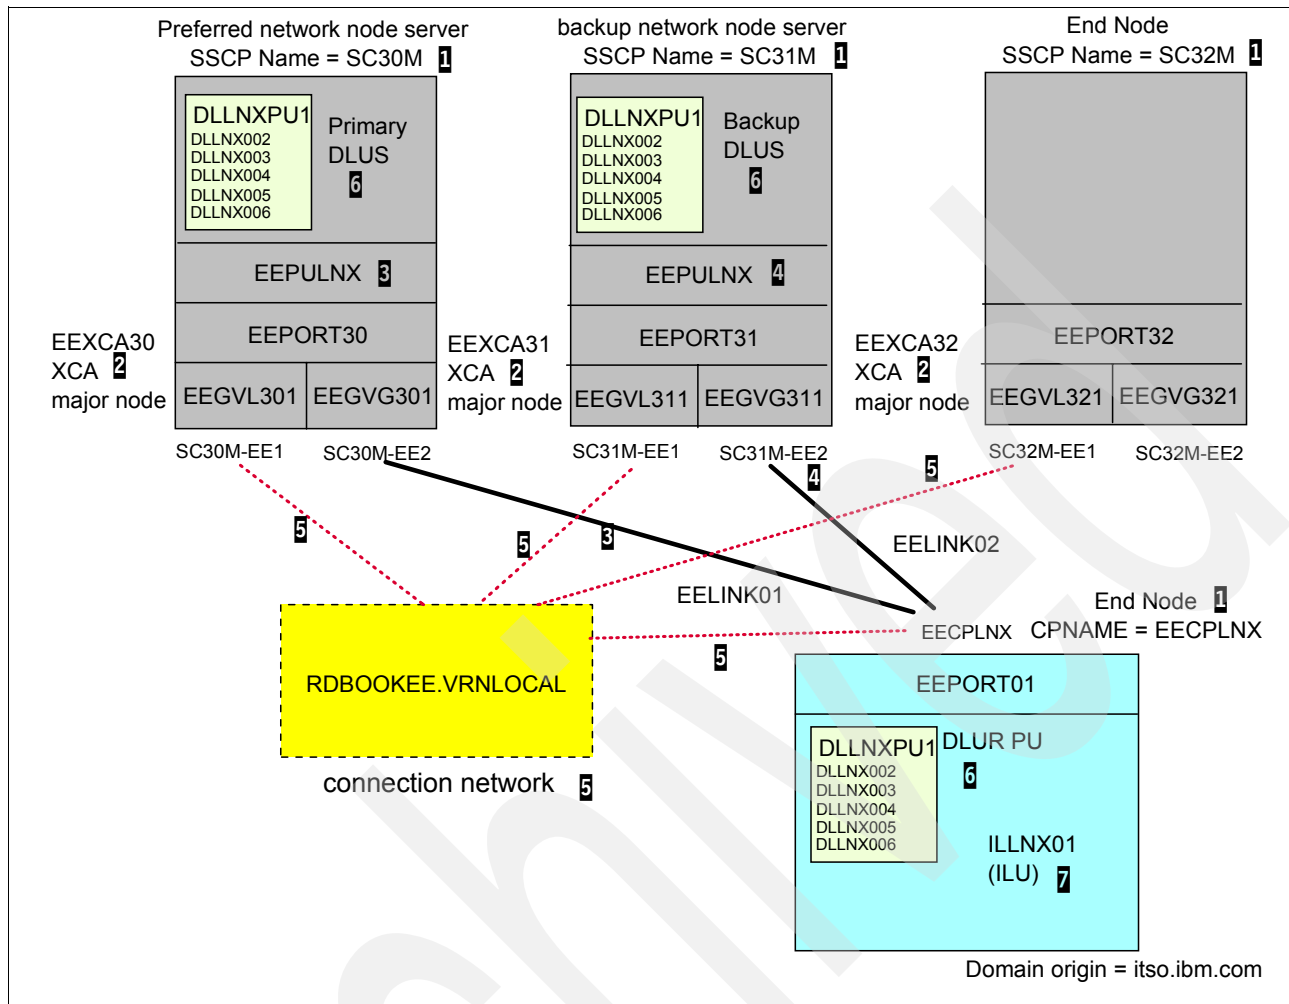 Preferred network node server
SSCP Name = SC30M 1
backup network node server
SSCP Name = SC31M 1
End Node
SSCP Name = SC32M 1
DLLNXPU1
DLLNX002
DLLNX003
DLLNX004
DLLNX005
DLLNX006
Primary
DLUS
6
DLLNXPU1
DLLNX002
DLLNX003
DLLNX004
DLLNX005
DLLNX006
Backup
DLUS
6
EEPULNX 3
EEPULNX 4
EEXCA30
XCA 2
major node
EEPORT30
EEGVL301 EEGVG301
EEXCA31
XCA 2
major node
EEPORT31
EEGVL311 EEGVG311
EEXCA32
XCA 2
major node
EEPORT32
EEGVL321 EEGVG321
SC30M-EE1 SC30M-EE2
SC31M-EE1 SC31M-EE2
SC32M-EE1 SC32M-EE2
4
5
5
5
3
EELINK02
EELINK01
End Node 1
EECPLNX CPNAME = EECPLNX
5
RDBOOKEE.VRNLOCAL
connection network 5
EEPORT01
DLLNXPU1
DLLNX002
DLLNX003
DLLNX004
DLLNX005
DLLNX006
DLUR PU
6
ILLNX01
(ILU) 7
Domain origin = itso.ibm.com